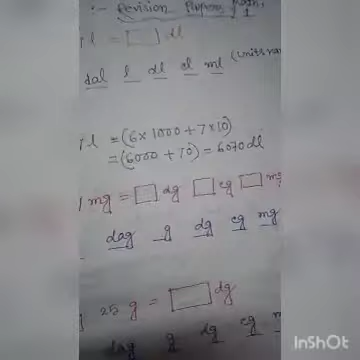 :- Revision
l = [ ] dl
dal l dl cl ml
l = (6×1000+7×10)
= (6000+70) = 6070 dl
mg = □ dg □ cg □ mg
dag g dg cg mg
25 g = □ dg
dag g dg cg
InShOt